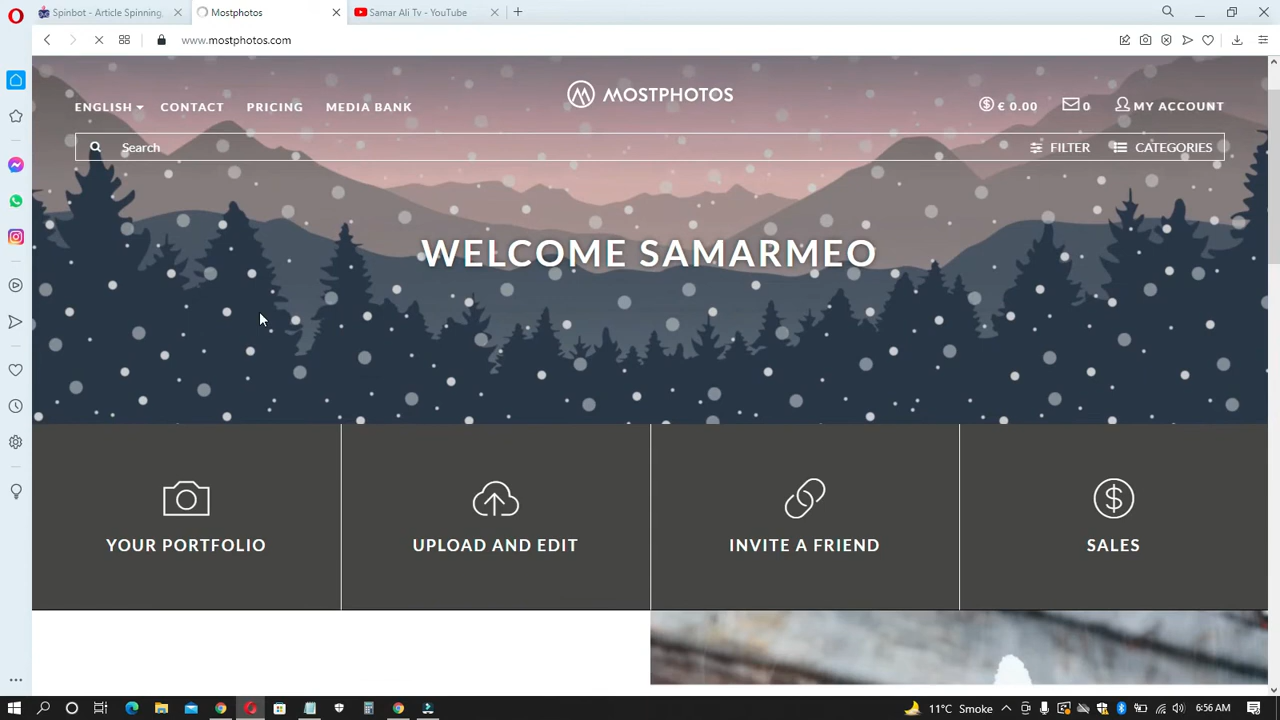 Spinbot - Article Spinning,
Mostphotos
Samar Ali Tv - YouTube
www.mostphotos.com
ENGLISH
CONTACT
PRICING
MEDIA BANK
MOSTPHOTOS
€ 0.00
0
MY ACCOUNT
Search
FILTER
CATEGORIES
WELCOME SAMARMEO
YOUR PORTFOLIO
UPLOAD AND EDIT
INVITE A FRIEND
SALES
11°C Smoke
6:56 AM